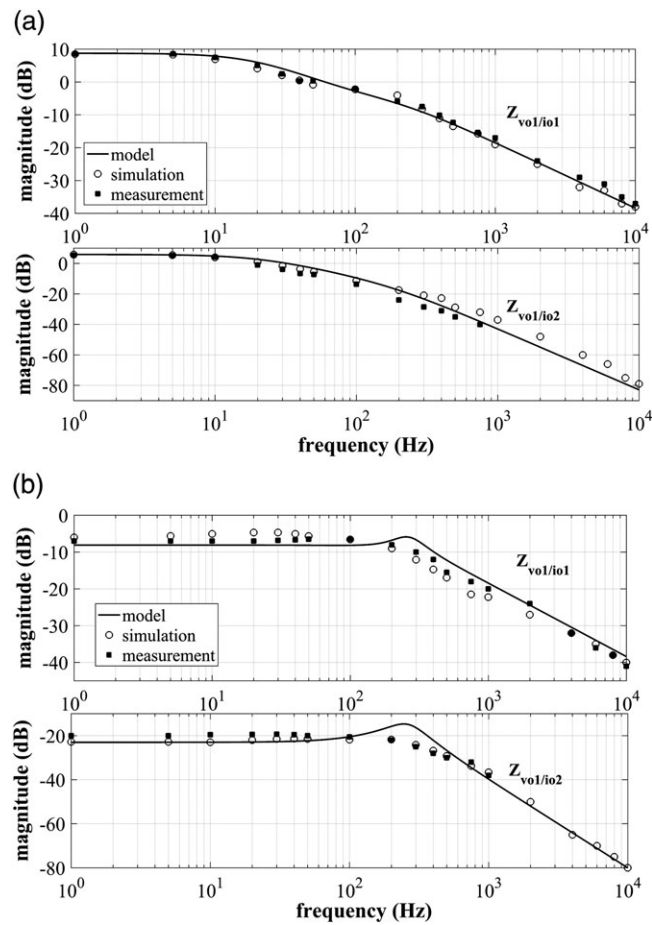 (a)
magnitude (dB)
10
0
-10
-20
-30
-40
Z_vo1/io1
model
simulation
measurement
10^0
10^1
10^2
10^3
10^4
magnitude (dB)
0
-20
-40
-60
-80
Z_vo1/io2
10^0
10^1
10^2
10^3
10^4
frequency (Hz)
(b)
magnitude (dB)
0
-10
-20
-30
-40
Z_vo1/io1
model
simulation
measurement
10^0
10^1
10^2
10^3
10^4
magnitude (dB)
-20
-40
-60
-80
Z_vo1/io2
10^0
10^1
10^2
10^3
10^4
frequency (Hz)